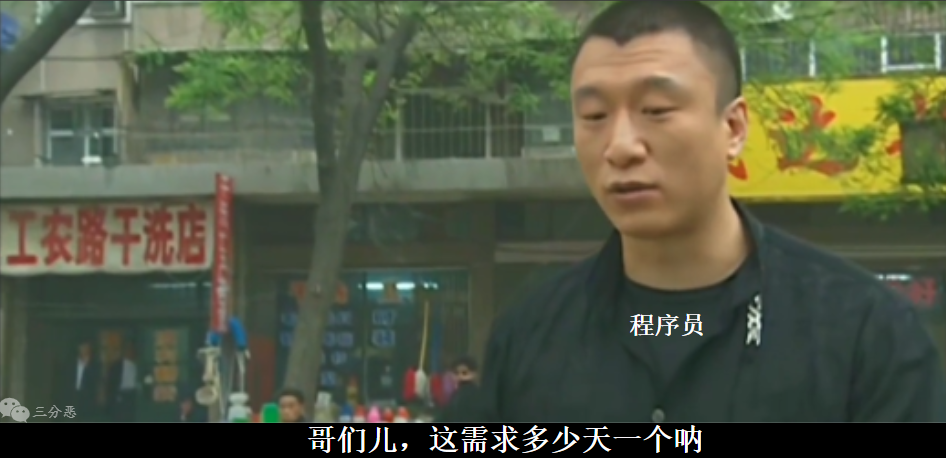 工农路干洗店
程序员
三分恶
哥们儿，这需求多少天一个呐